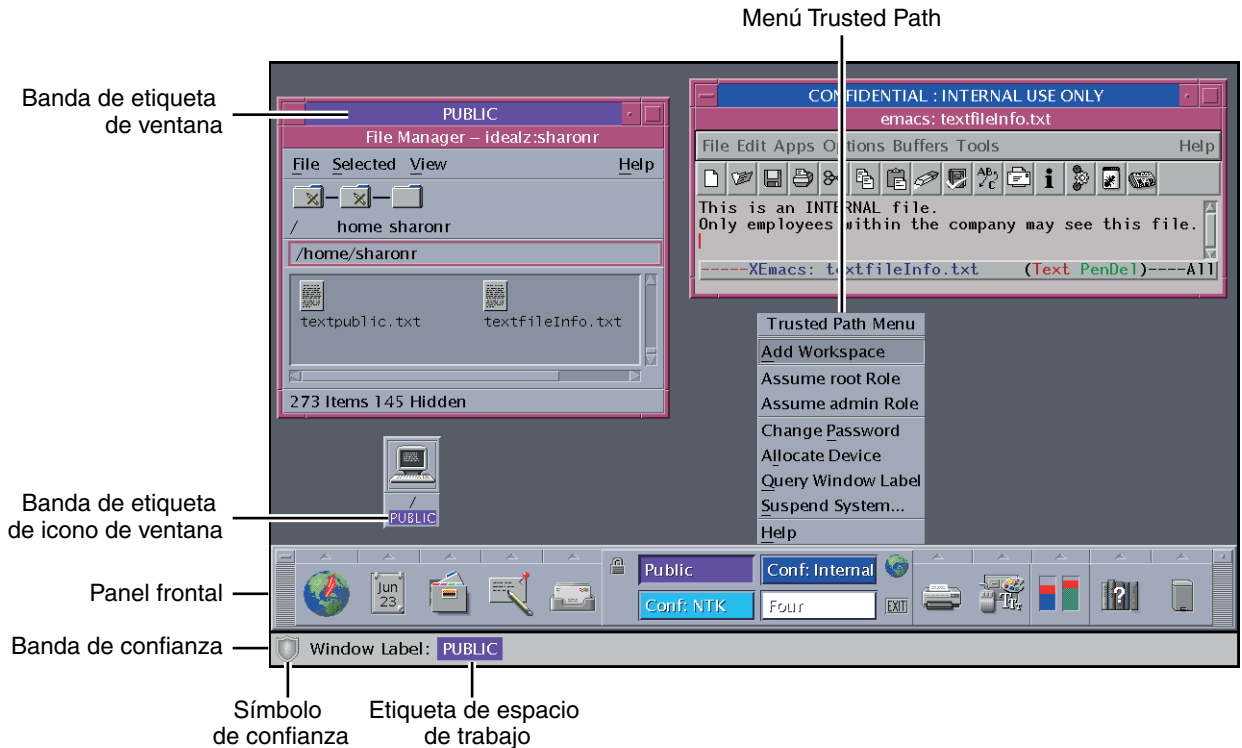 Menú Trusted Path
Banda de etiqueta
de ventana
PUBLIC
File Manager – idealz:sharonr
File Selected View Help
/ home sharonr
/home/sharonr
textpublic.txt textfileInfo.txt
273 Items 145 Hidden
CONFIDENTIAL : INTERNAL USE ONLY
emacs: textfileInfo.txt
File Edit Apps Options Buffers Tools Help
This is an INTERNAL file.
Only employees within the company may see this file.
-----XEmacs: textfileInfo.txt (Text PenDel)----All
Trusted Path Menu
Add Workspace
Assume root Role
Assume admin Role
Change Password
Allocate Device
Query Window Label
Suspend System...
Help
Banda de etiqueta
de icono de ventana
/
PUBLIC
Panel frontal
Jun
23
Public
Conf: Internal
Conf: NTK
Four
EXIT
Banda de confianza
Window Label: PUBLIC
Símbolo
de confianza
Etiqueta de espacio
de trabajo